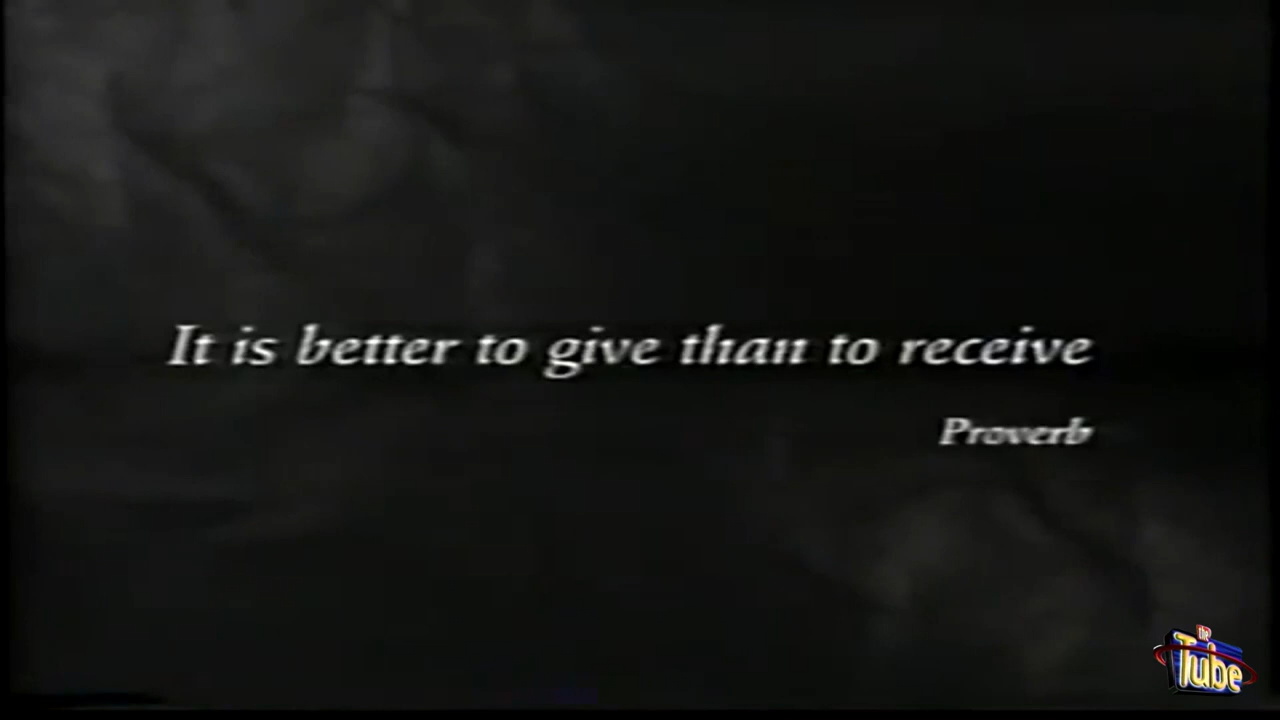 It is better to give than to receive
Proverb
the
Tube